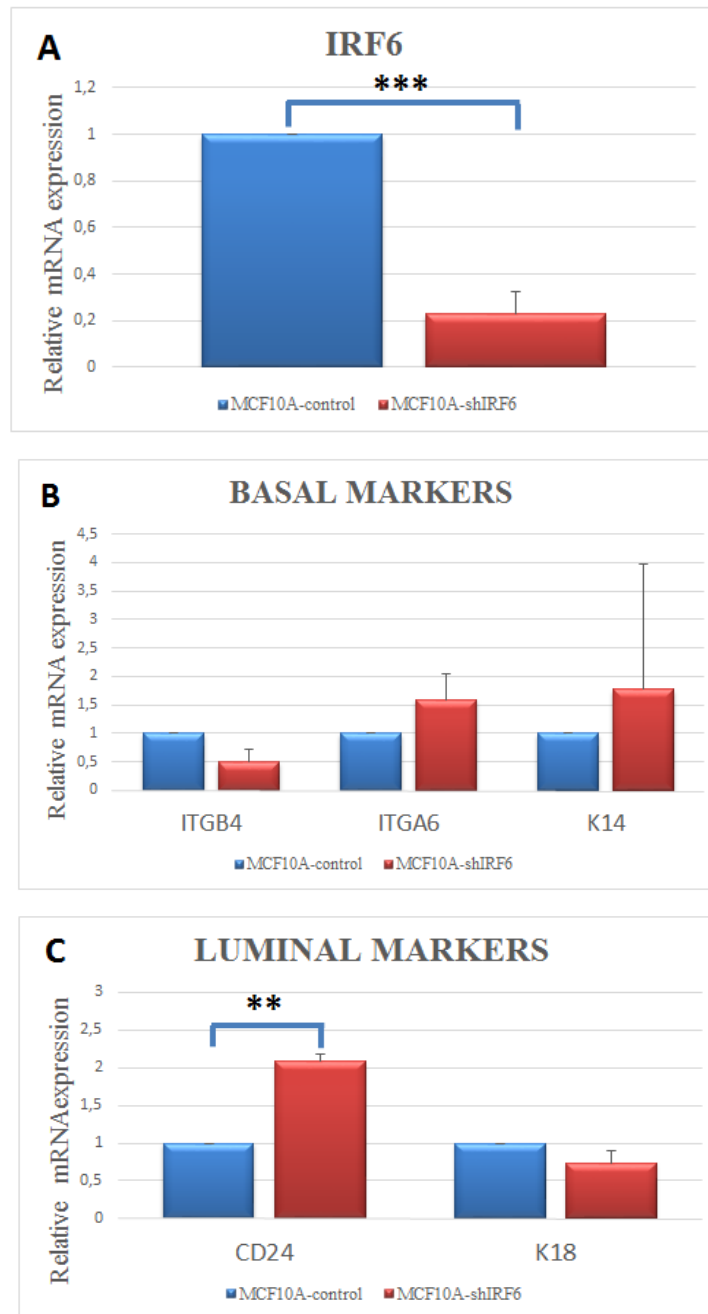 A
IRF6
***
Relative mRNA expression
1,2
1
0,8
0,6
0,4
0,2
0
MCF10A-control MCF10A-shIRF6
B
BASAL MARKERS
Relative mRNA expression
4,5
4
3,5
3
2,5
2
1,5
1
0,5
0
ITGB4 ITGA6 K14
MCF10A-control MCF10A-shIRF6
C
LUMINAL MARKERS
**
Relative mRNAexpression
3
2,5
2
1,5
1
0,5
0
CD24 K18
MCF10A-control MCF10A-shIRF6